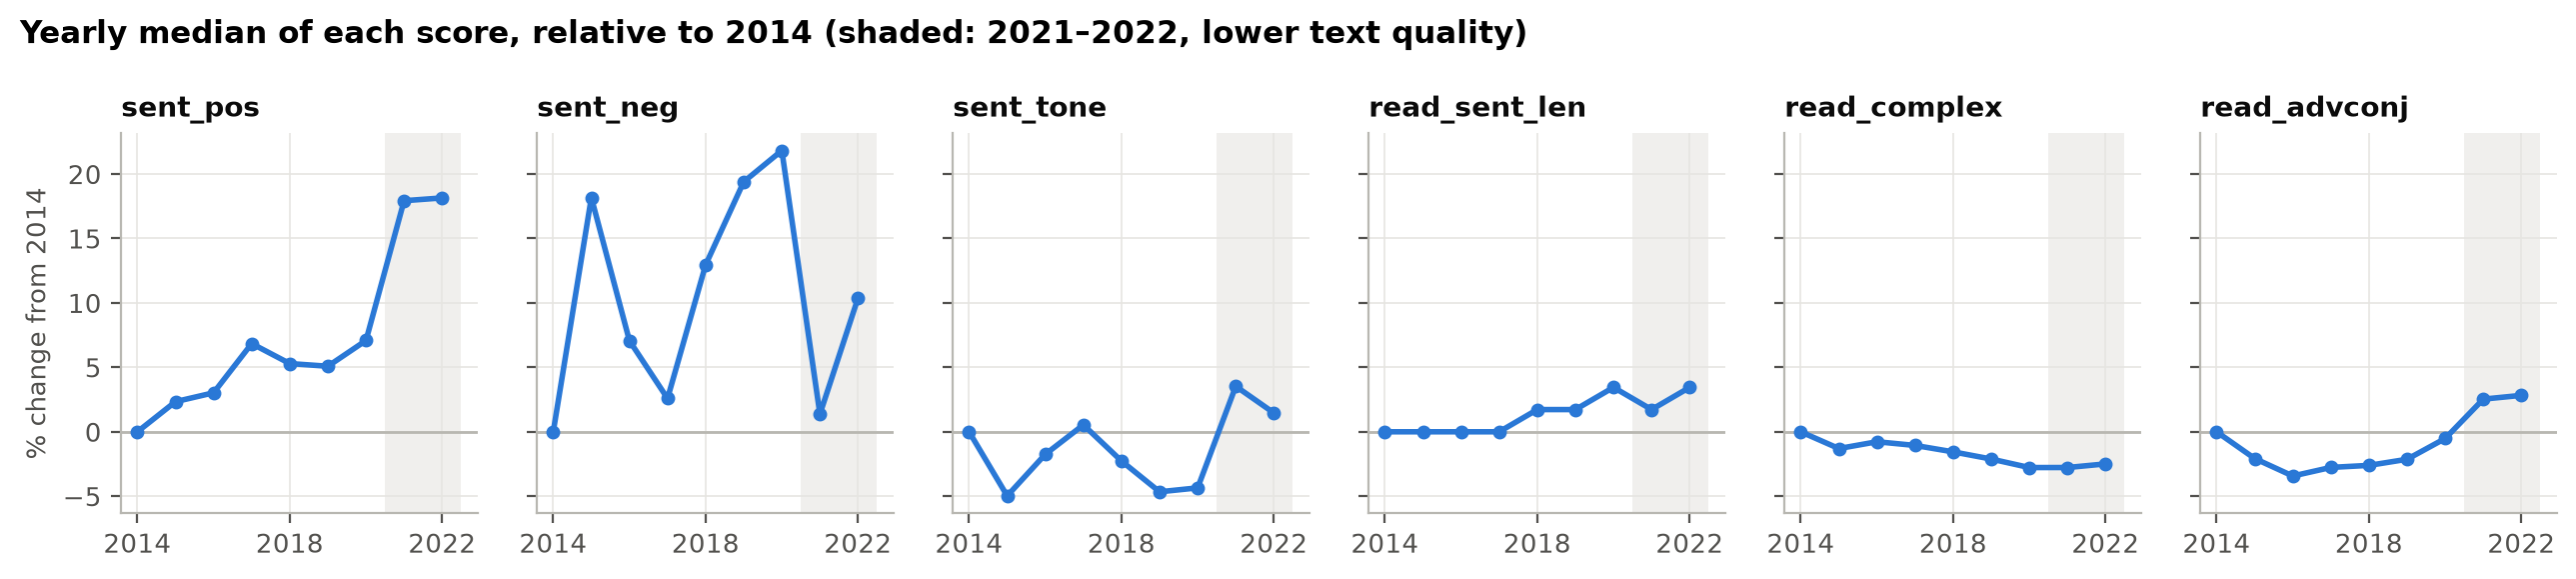 Yearly median of each score, relative to 2014 (shaded: 2021–2022, lower text quality)
sent_pos
sent_neg
sent_tone
read_sent_len
read_complex
read_advconj
% change from 2014
20
15
10
5
0
−5
2014 2018 2022
2014 2018 2022
2014 2018 2022
2014 2018 2022
2014 2018 2022
2014 2018 2022